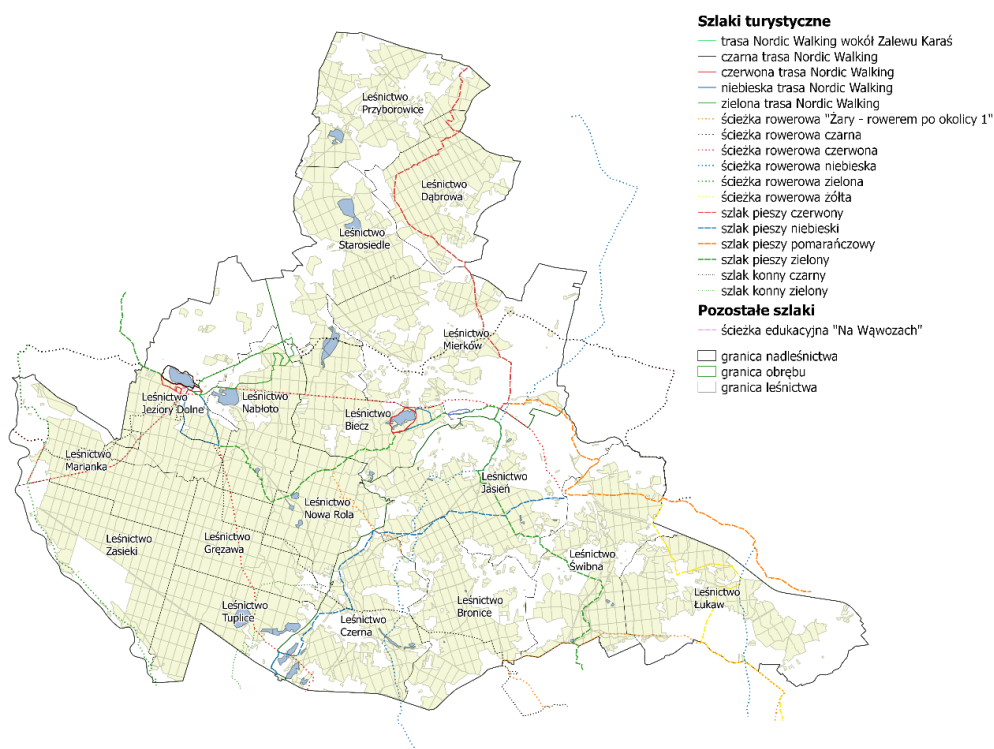 Szlaki turystyczne
trasa Nordic Walking wokół Zalewu Karaś
czarna trasa Nordic Walking
czerwona trasa Nordic Walking
niebieska trasa Nordic Walking
zielona trasa Nordic Walking
ścieżka rowerowa "Żary - rowerem po okolicy 1"
ścieżka rowerowa czarna
ścieżka rowerowa czerwona
ścieżka rowerowa niebieska
ścieżka rowerowa zielona
ścieżka rowerowa żółta
szlak pieszy czerwony
szlak pieszy niebieski
szlak pieszy pomarańczowy
szlak pieszy zielony
szlak konny czarny
szlak konny zielony
Pozostałe szlaki
ścieżka edukacyjna "Na Wąwozach"
granica nadleśnictwa
granica obrębu
granica leśnictwa
Leśnictwo
Przyborowice
Leśnictwo
Dąbrowa
Leśnictwo
Starosiedle
Leśnictwo
Mierków
Leśnictwo
Jeziory Dolne
Leśnictwo
Nabłoto
Leśnictwo
Biecz
Leśnictwo
Marianka
Leśnictwo
Jasień
Leśnictwo
Nowa Rola
Leśnictwo
Zasieki
Leśnictwo
Gręzawa
Leśnictwo
Świbna
Leśnictwo
Łukaw
Leśnictwo
Tuplice
Leśnictwo
Czerna
Leśnictwo
Bronice